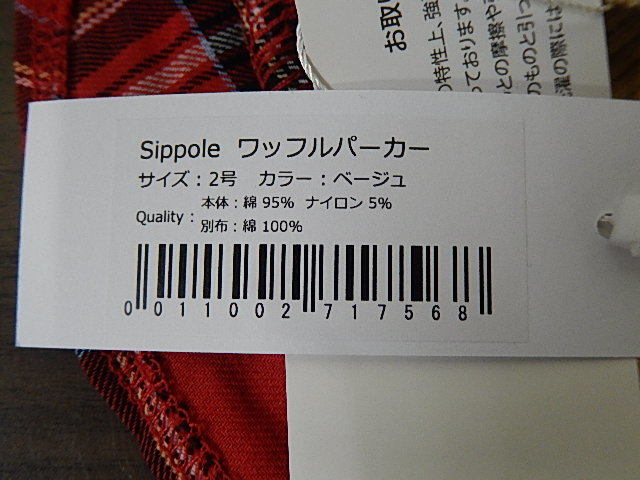 Sippole ワッフルパーカー
サイズ：2号 カラー：ベージュ
Quality：
本体：綿 95% ナイロン 5%
別布：綿 100%
0 011002 717568
お取
の特性上、強
っております。
との摩擦や
のものと引っ
濯の際には